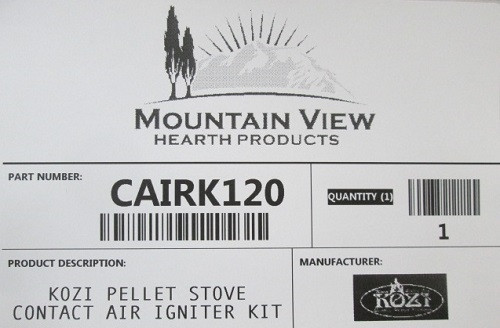 MOUNTAIN VIEW
HEARTH PRODUCTS
PART NUMBER:
CAIRK120
QUANTITY (1)
1
PRODUCT DESCRIPTION:
KOZI PELLET STOVE
CONTACT AIR IGNITER KIT
MANUFACTURER:
KOZI